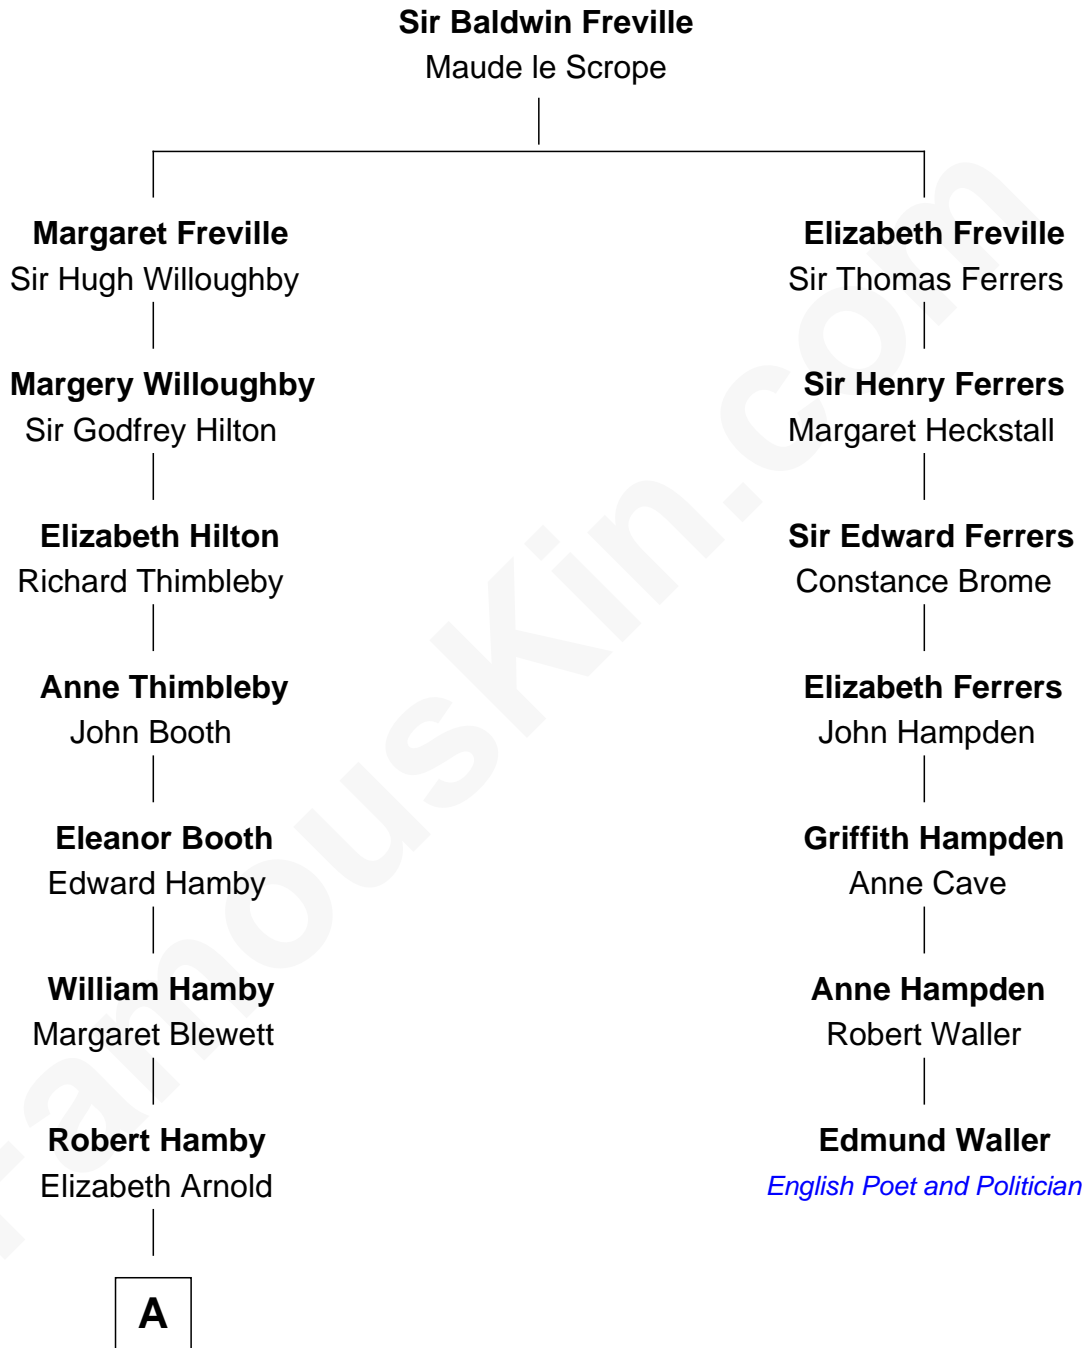 Sir Baldwin Freville
Maude le Scrope
Margaret Freville
Sir Hugh Willoughby
Elizabeth Freville
Sir Thomas Ferrers
Margery Willoughby
Sir Godfrey Hilton
Sir Henry Ferrers
Margaret Heckstall
Elizabeth Hilton
Richard Thimbleby
Sir Edward Ferrers
Constance Brome
Anne Thimbleby
John Booth
Elizabeth Ferrers
John Hampden
Eleanor Booth
Edward Hamby
Griffith Hampden
Anne Cave
William Hamby
Margaret Blewett
Anne Hampden
Robert Waller
Robert Hamby
Elizabeth Arnold
Edmund Waller
English Poet and Politician
A
FamousKin.com